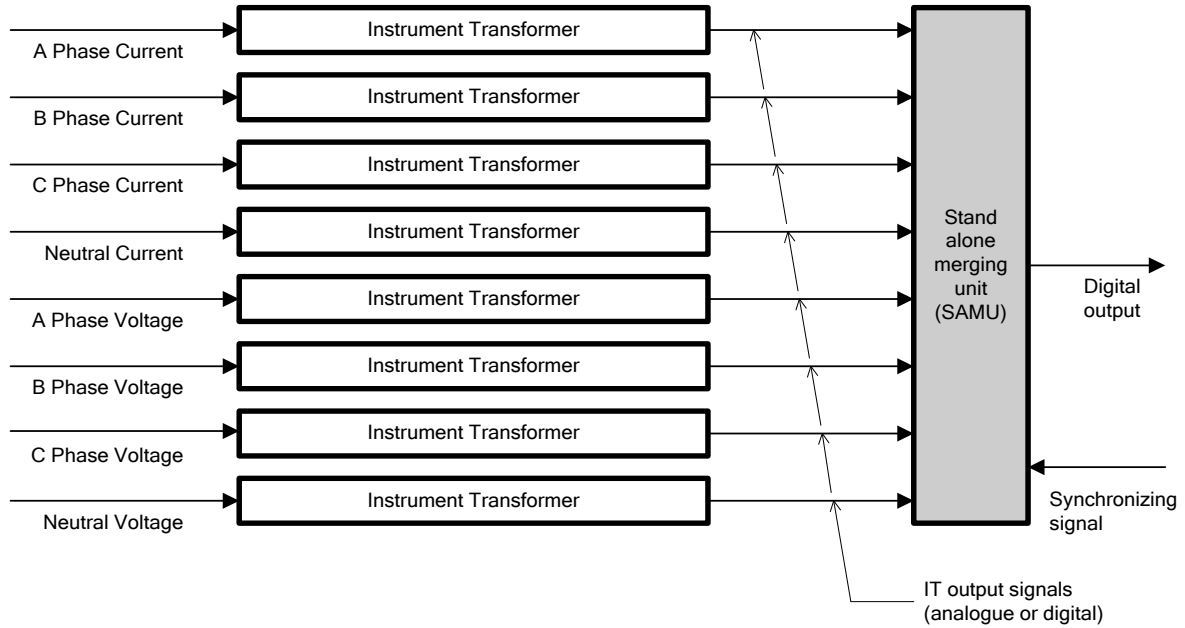 Instrument Transformer
A Phase Current
Instrument Transformer
B Phase Current
Instrument Transformer
C Phase Current
Instrument Transformer
Neutral Current
Instrument Transformer
A Phase Voltage
Instrument Transformer
B Phase Voltage
Instrument Transformer
C Phase Voltage
Instrument Transformer
Neutral Voltage
Stand
alone
merging
unit
(SAMU)
Digital
output
Synchronizing
signal
IT output signals
(analogue or digital)